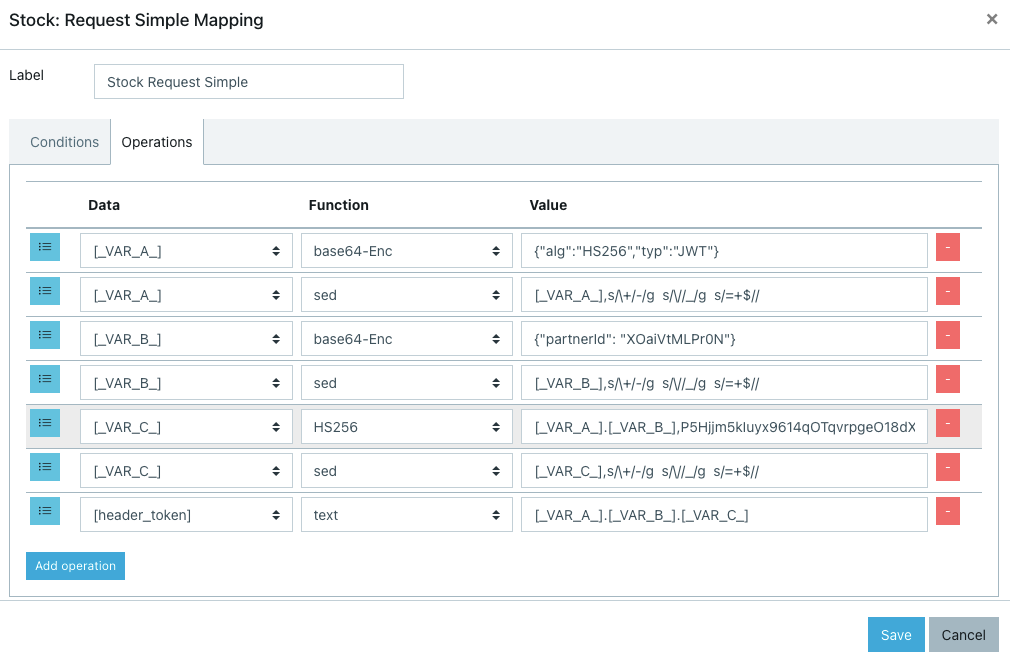 Stock: Request Simple Mapping ×
Label Stock Request Simple
Conditions Operations
Data Function Value
[_VAR_A_] base64-Enc {"alg":"HS256","typ":"JWT"} -
[_VAR_A_] sed [_VAR_A_],s/\+/-/g s/\//_/g s/=+$// -
[_VAR_B_] base64-Enc {"partnerId": "XOaiVtMLPr0N"} -
[_VAR_B_] sed [_VAR_B_],s/\+/-/g s/\//_/g s/=+$// -
[_VAR_C_] HS256 [_VAR_A_].[_VAR_B_],P5Hjjm5kIuyx9614qOTqvrpgeO18dX -
[_VAR_C_] sed [_VAR_C_],s/\+/-/g s/\//_/g s/=+$// -
[header_token] text [_VAR_A_].[_VAR_B_].[_VAR_C_] -
Add operation
Save Cancel